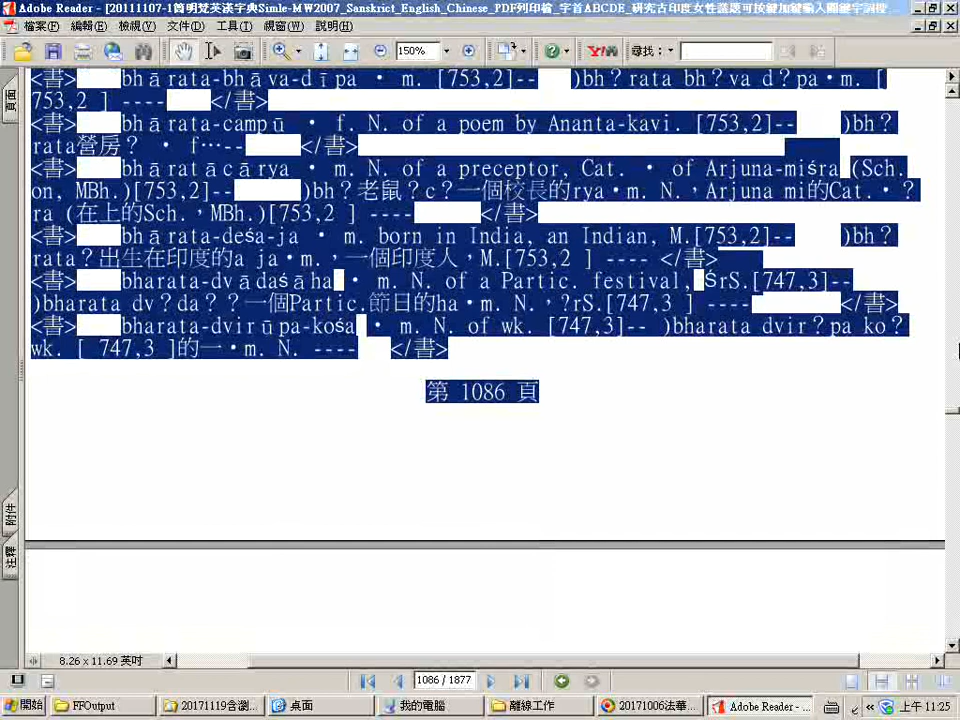 Adobe Reader - [20111107-1簡明梵英漢字典Simle-MW2007_Sanskrict_English_Chinese_PDF列印檔_字首ABCDE_研究古印度女性議題可按鍵加鍵輸入關鍵字詞搜
檔案(F) 編輯(E) 檢視(V) 文件(D) 工具(T) 視窗(W) 說明(H)
150% 尋找：
頁面
<書> bhārata-bhāva-dīpa ‧ m. [753,2]-- )bh？rata bh？va d？pa‧m. [
753,2 ] ---- </書>
<書> bhārata-campū ‧ f. N. of a poem by Ananta-kavi. [753,2]-- )bh？
rata營房？ ‧ f…-- </書>
<書> bhāratācārya ‧ m. N. of a preceptor, Cat. ‧ of Arjuna-miśra (Sch.
on, MBh.)[753,2]-- )bh？老鼠？c？一個校長的rya‧m. N.，Arjuna mi的Cat. ‧？
ra (在上的Sch.，MBh.)[753,2 ] ---- </書>
<書> bhārata-deśa-ja ‧ m. born in India, an Indian, M.[753,2]-- )bh？
rata？出生在印度的a ja‧m.，一個印度人，M.[753,2 ] ---- </書>
<書> bharata-dvādaśāha ‧ m. N. of a Partic. festival, ŚrS.[747,3]--
)bharata dv？da？？一個Partic.節目的ha‧m. N.，?rS.[747,3 ] ---- </書>
<書> bharata-dvirūpa-kośa ‧ m. N. of wk. [747,3]-- )bharata dvir？pa ko？
wk. [ 747,3 ]的一‧m. N. ---- </書>
第 1086 頁
附件
注釋
8.26 x 11.69 英吋
1086 / 1877
開始 FFOutput 20171119含瀏... 桌面 我的電腦 離線工作 20171006法華... Adobe Reader - ... 上午 11:25